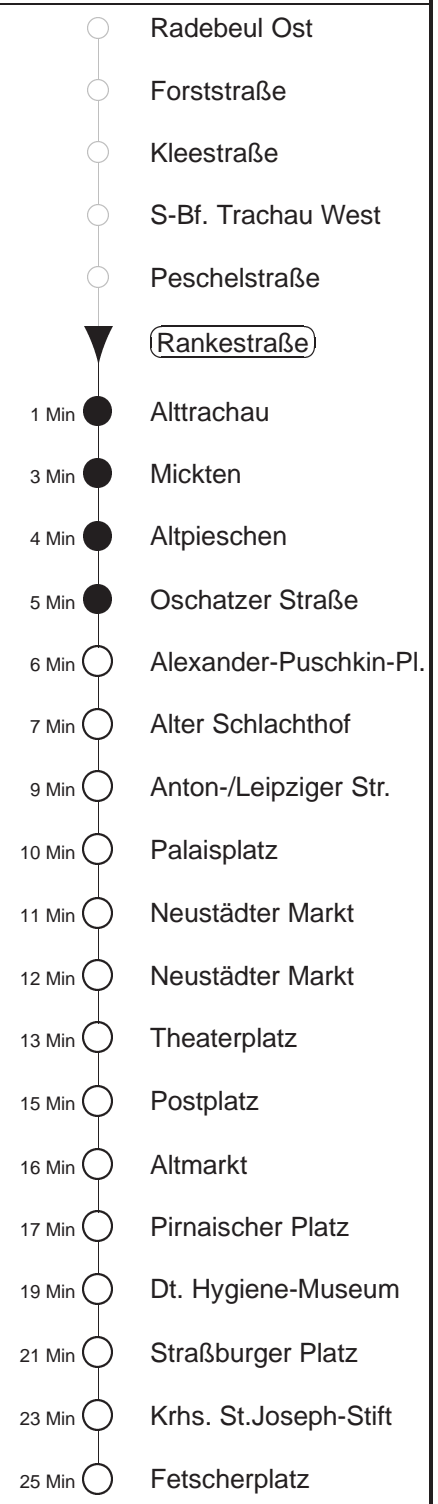 Radebeul Ost
Forststraße
Kleestraße
S-Bf. Trachau West
Peschelstraße
Rankestraße
1 Min Alttrachau
3 Min Mickten
4 Min Altpieschen
5 Min Oschatzer Straße
6 Min Alexander-Puschkin-Pl.
7 Min Alter Schlachthof
9 Min Anton-/Leipziger Str.
10 Min Palaisplatz
11 Min Neustädter Markt
12 Min Neustädter Markt
13 Min Theaterplatz
15 Min Postplatz
16 Min Altmarkt
17 Min Pirnaischer Platz
19 Min Dt. Hygiene-Museum
21 Min Straßburger Platz
23 Min Krhs. St.Joseph-Stift
25 Min Fetscherplatz